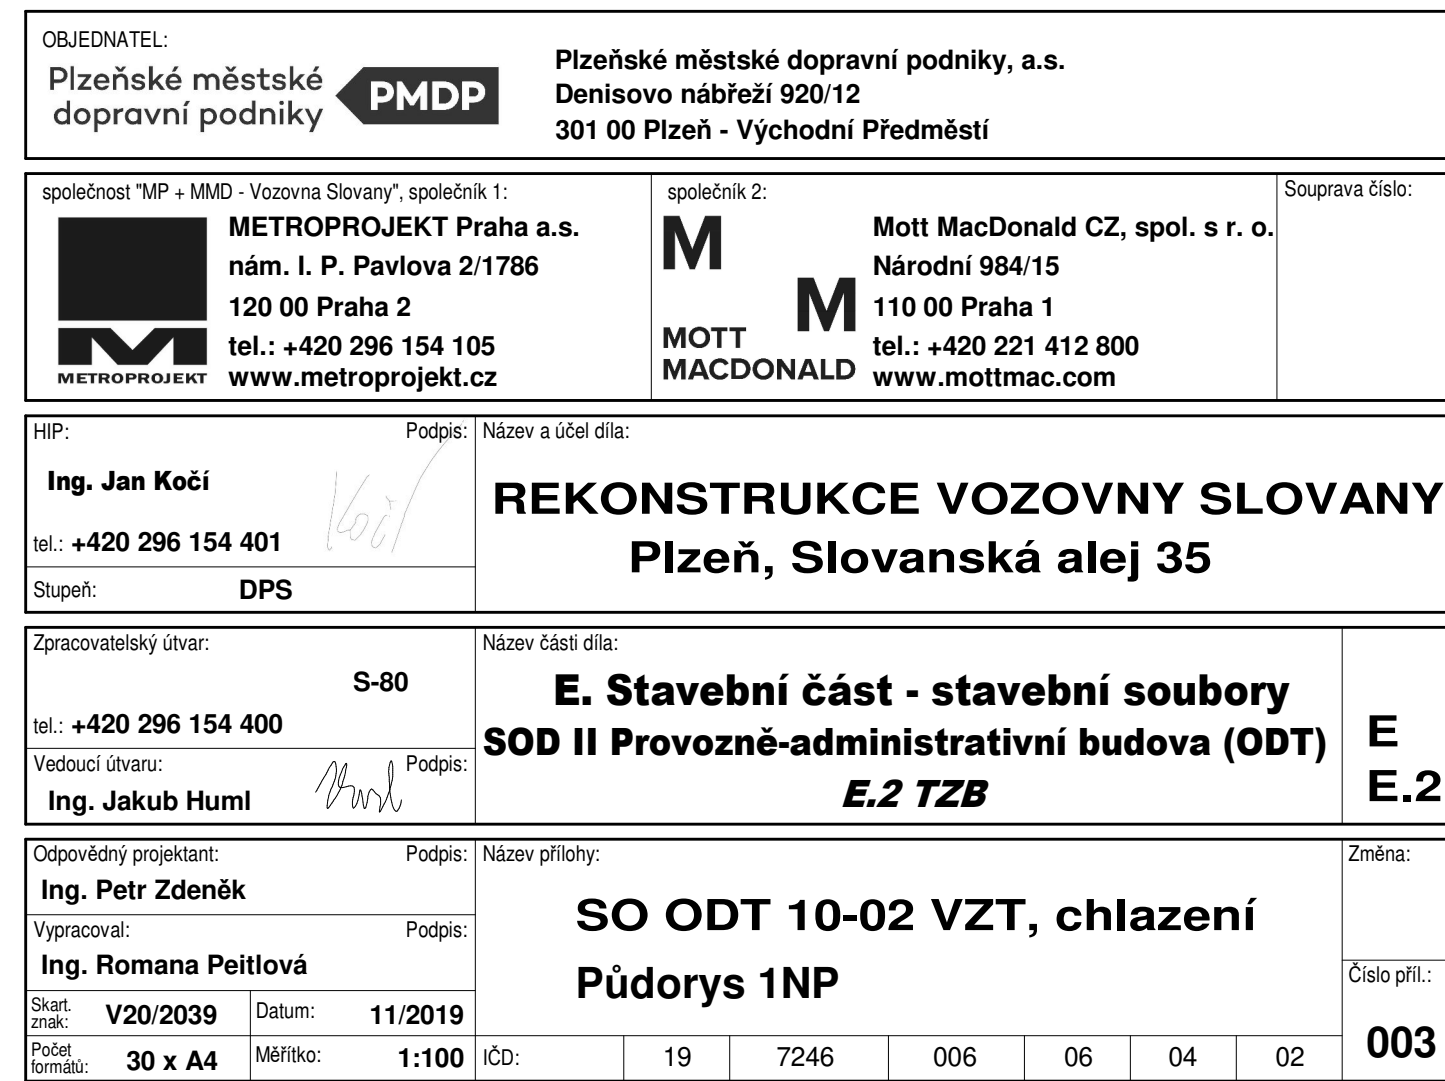 OBJEDNATEL:
Plzeňské městské
dopravní podniky
PMDP
Plzeňské městské dopravní podniky, a.s.
Denisovo nábřeží 920/12
301 00 Plzeň - Východní Předměstí
společnost "MP + MMD - Vozovna Slovany", společník 1:
METROPROJEKT
METROPROJEKT Praha a.s.
nám. I. P. Pavlova 2/1786
120 00 Praha 2
tel.: +420 296 154 105
www.metroprojekt.cz
společník 2:
M
M
MOTT
MACDONALD
Mott MacDonald CZ, spol. s r. o.
Národní 984/15
110 00 Praha 1
tel.: +420 221 412 800
www.mottmac.com
Souprava číslo:
HIP:
Podpis:
Ing. Jan Kočí
Kočí
tel.: +420 296 154 401
Stupeň: DPS
Název a účel díla:
REKONSTRUKCE VOZOVNY SLOVANY
Plzeň, Slovanská alej 35
Zpracovatelský útvar:
S-80
tel.: +420 296 154 400
Vedoucí útvaru:
Podpis:
Ing. Jakub Huml
Huml
Název části díla:
E. Stavební část - stavební soubory
SOD II Provozně-administrativní budova (ODT)
E.2 TZB
E
E.2
Odpovědný projektant:
Podpis:
Ing. Petr Zdeněk
Vypracoval:
Podpis:
Ing. Romana Peitlová
Skart.
znak:
V20/2039
Datum: 11/2019
Počet
formátů:
30 x A4
Měřítko: 1:100
Název přílohy:
SO ODT 10-02 VZT, chlazení
Půdorys 1NP
IČD: 19 7246 006 06 04 02
Změna:
Číslo příl.:
003